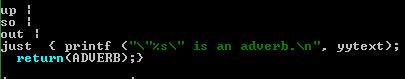 up |
so |
out |
just  { printf ("\"%s\" is an adverb.\n", yytext);
  return(ADVERB);}